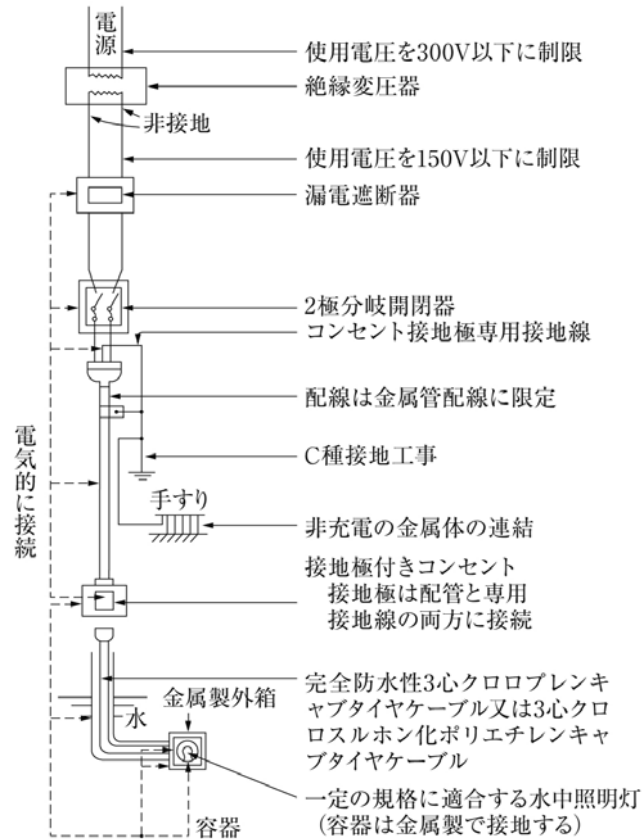 電源
使用電圧を300V以下に制限
絶縁変圧器
非接地
使用電圧を150V以下に制限
漏電遮断器
2極分岐開閉器
コンセント接地極専用接地線
配線は金属管配線に限定
電気的に接続
C種接地工事
手すり
非充電の金属体の連結
接地極付きコンセント
接地極は配管と専用
接地線の両方に接続
完全防水性3心クロロプレンキ
ャブタイヤケーブル又は3心クロ
ロスルホン化ポリエチレンキャ
ブタイヤケーブル
金属製外箱
水
一定の規格に適合する水中照明灯
(容器は金属製で接地する)
容器